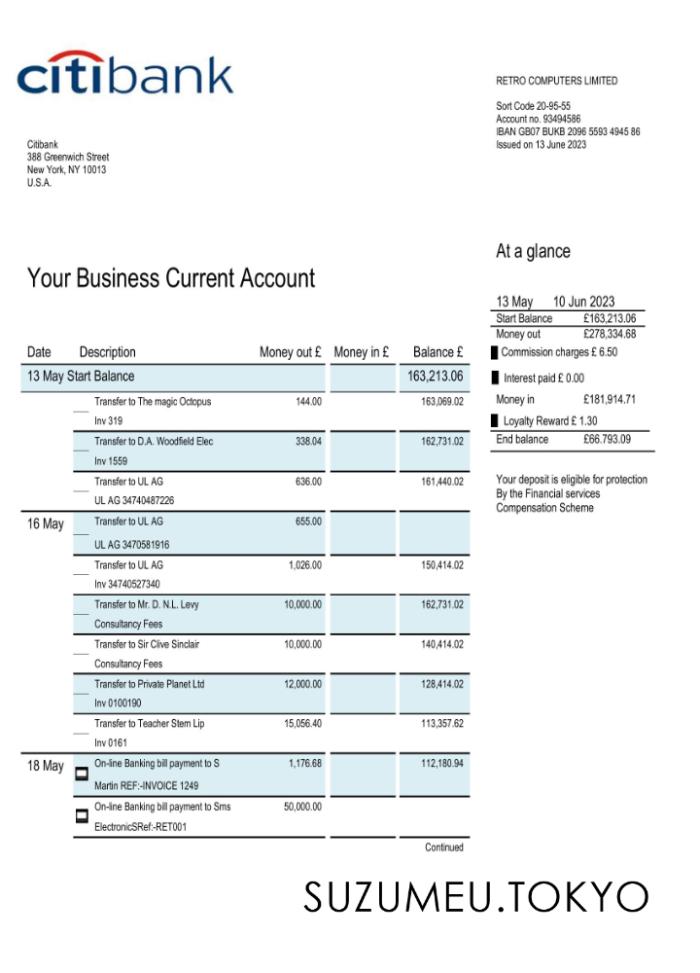 citibank
RETRO COMPUTERS LIMITED
Sort Code 20-95-55
Account no. 93494586
IBAN GB07 BUKB 2096 5593 4945 86
Issued on 13 June 2023
Citibank
388 Greenwich Street
New York, NY 10013
U.S.A.
At a glance
13 May 10 Jun 2023
Start Balance £163,213.06
Money out £278,334.68
Commission charges £ 6.50
Interest paid £ 0.00
Money in £181,914.71
Loyalty Reward £ 1.30
End balance £66.793.09
Your deposit is eligible for protection
By the Financial services
Compensation Scheme
Your Business Current Account
Date Description Money out £ Money in £ Balance £
13 May Start Balance 163,213.06
Transfer to The magic Octopus 144.00 163,069.02
Inv 319
Transfer to D.A. Woodfield Elec 338.04 162,731.02
Inv 1559
Transfer to UL AG 636.00 161,440.02
UL AG 34740487226
16 May Transfer to UL AG 655.00
UL AG 3470581916
Transfer to UL AG 1,026.00 150,414.02
Inv 34740527340
Transfer to Mr. D. N.L. Levy 10,000.00 162,731.02
Consultancy Fees
Transfer to Sir Clive Sinclair 10,000.00 140,414.02
Consultancy Fees
Transfer to Private Planet Ltd 12,000.00 128,414.02
Inv 0100190
Transfer to Teacher Stem Lip 15,056.40 113,357.62
Inv 0161
18 May On-line Banking bill payment to S 1,176.68 112,180.94
Martin REF:-INVOICE 1249
On-line Banking bill payment to Sms 50,000.00
ElectronicSRef:-RET001
Continued
SUZUMEU.TOKYO